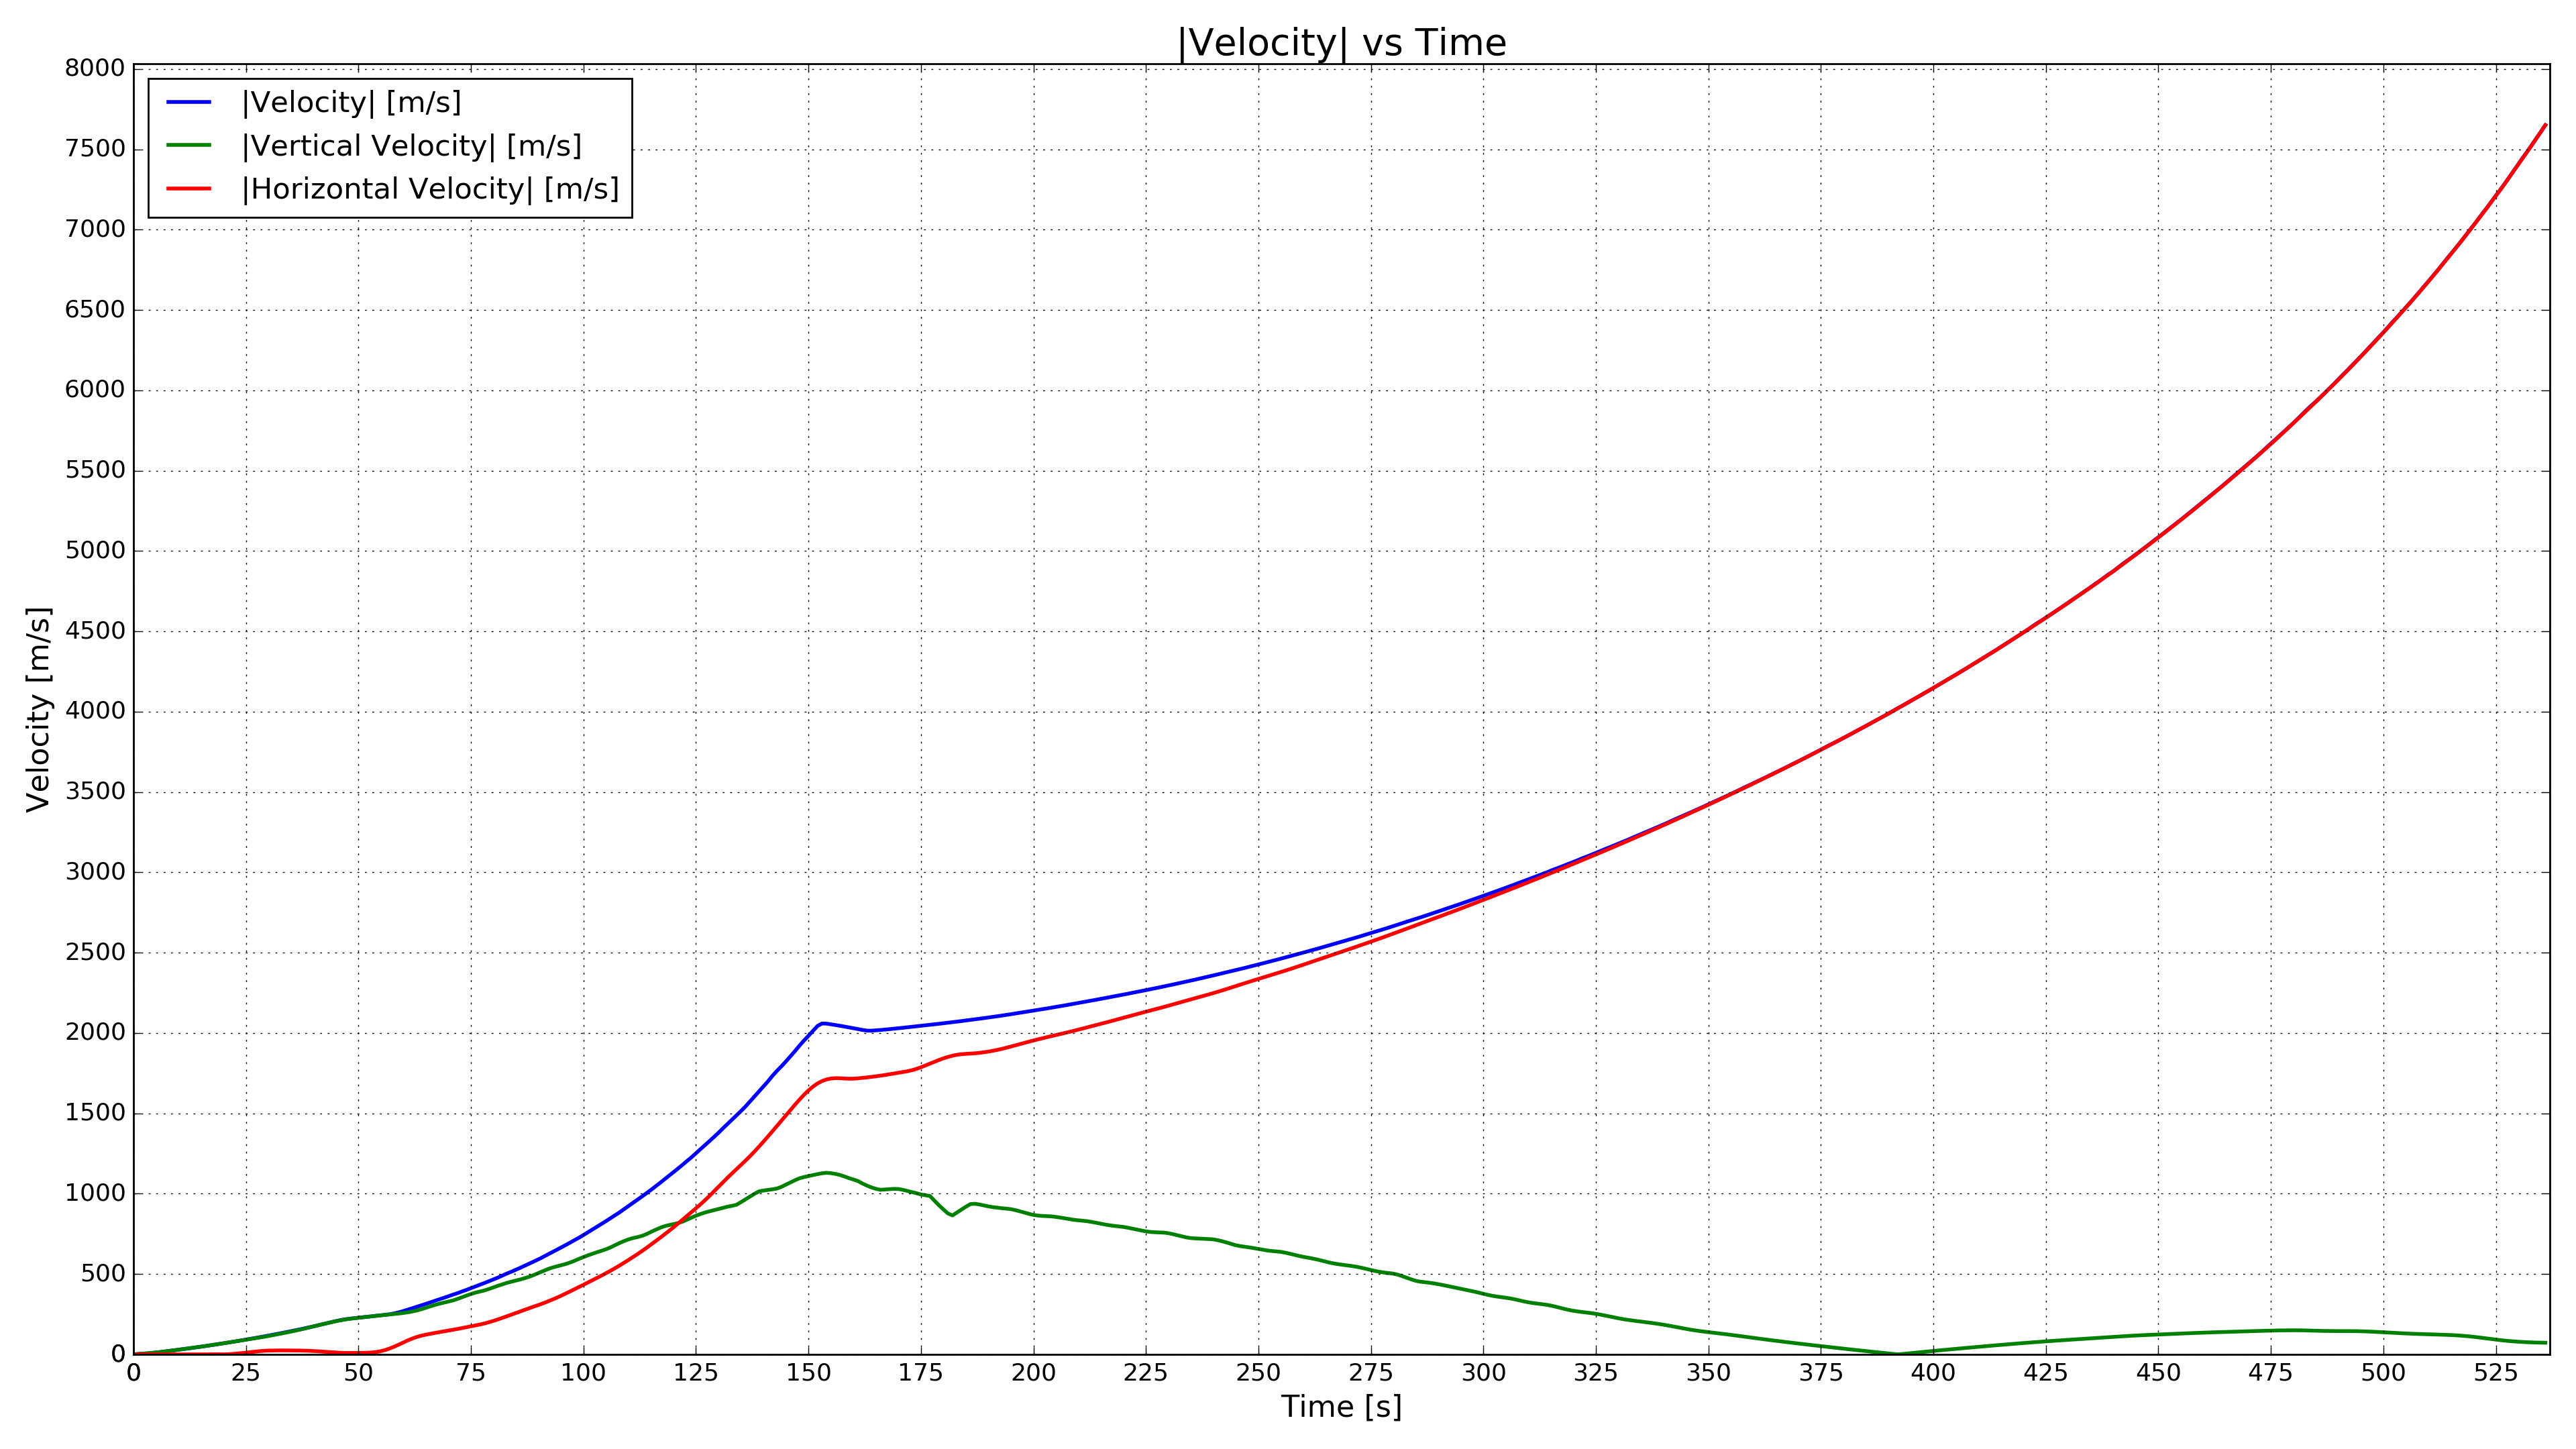 |Velocity| vs Time
8000
7500
7000
6500
6000
5500
5000
4500
4000
3500
3000
2500
2000
1500
1000
500
0
|Velocity| [m/s]
|Vertical Velocity| [m/s]
|Horizontal Velocity| [m/s]
Velocity [m/s]
0 25 50 75 100 125 150 175 200 225 250 275 300 325 350 375 400 425 450 475 500 525
Time [s]